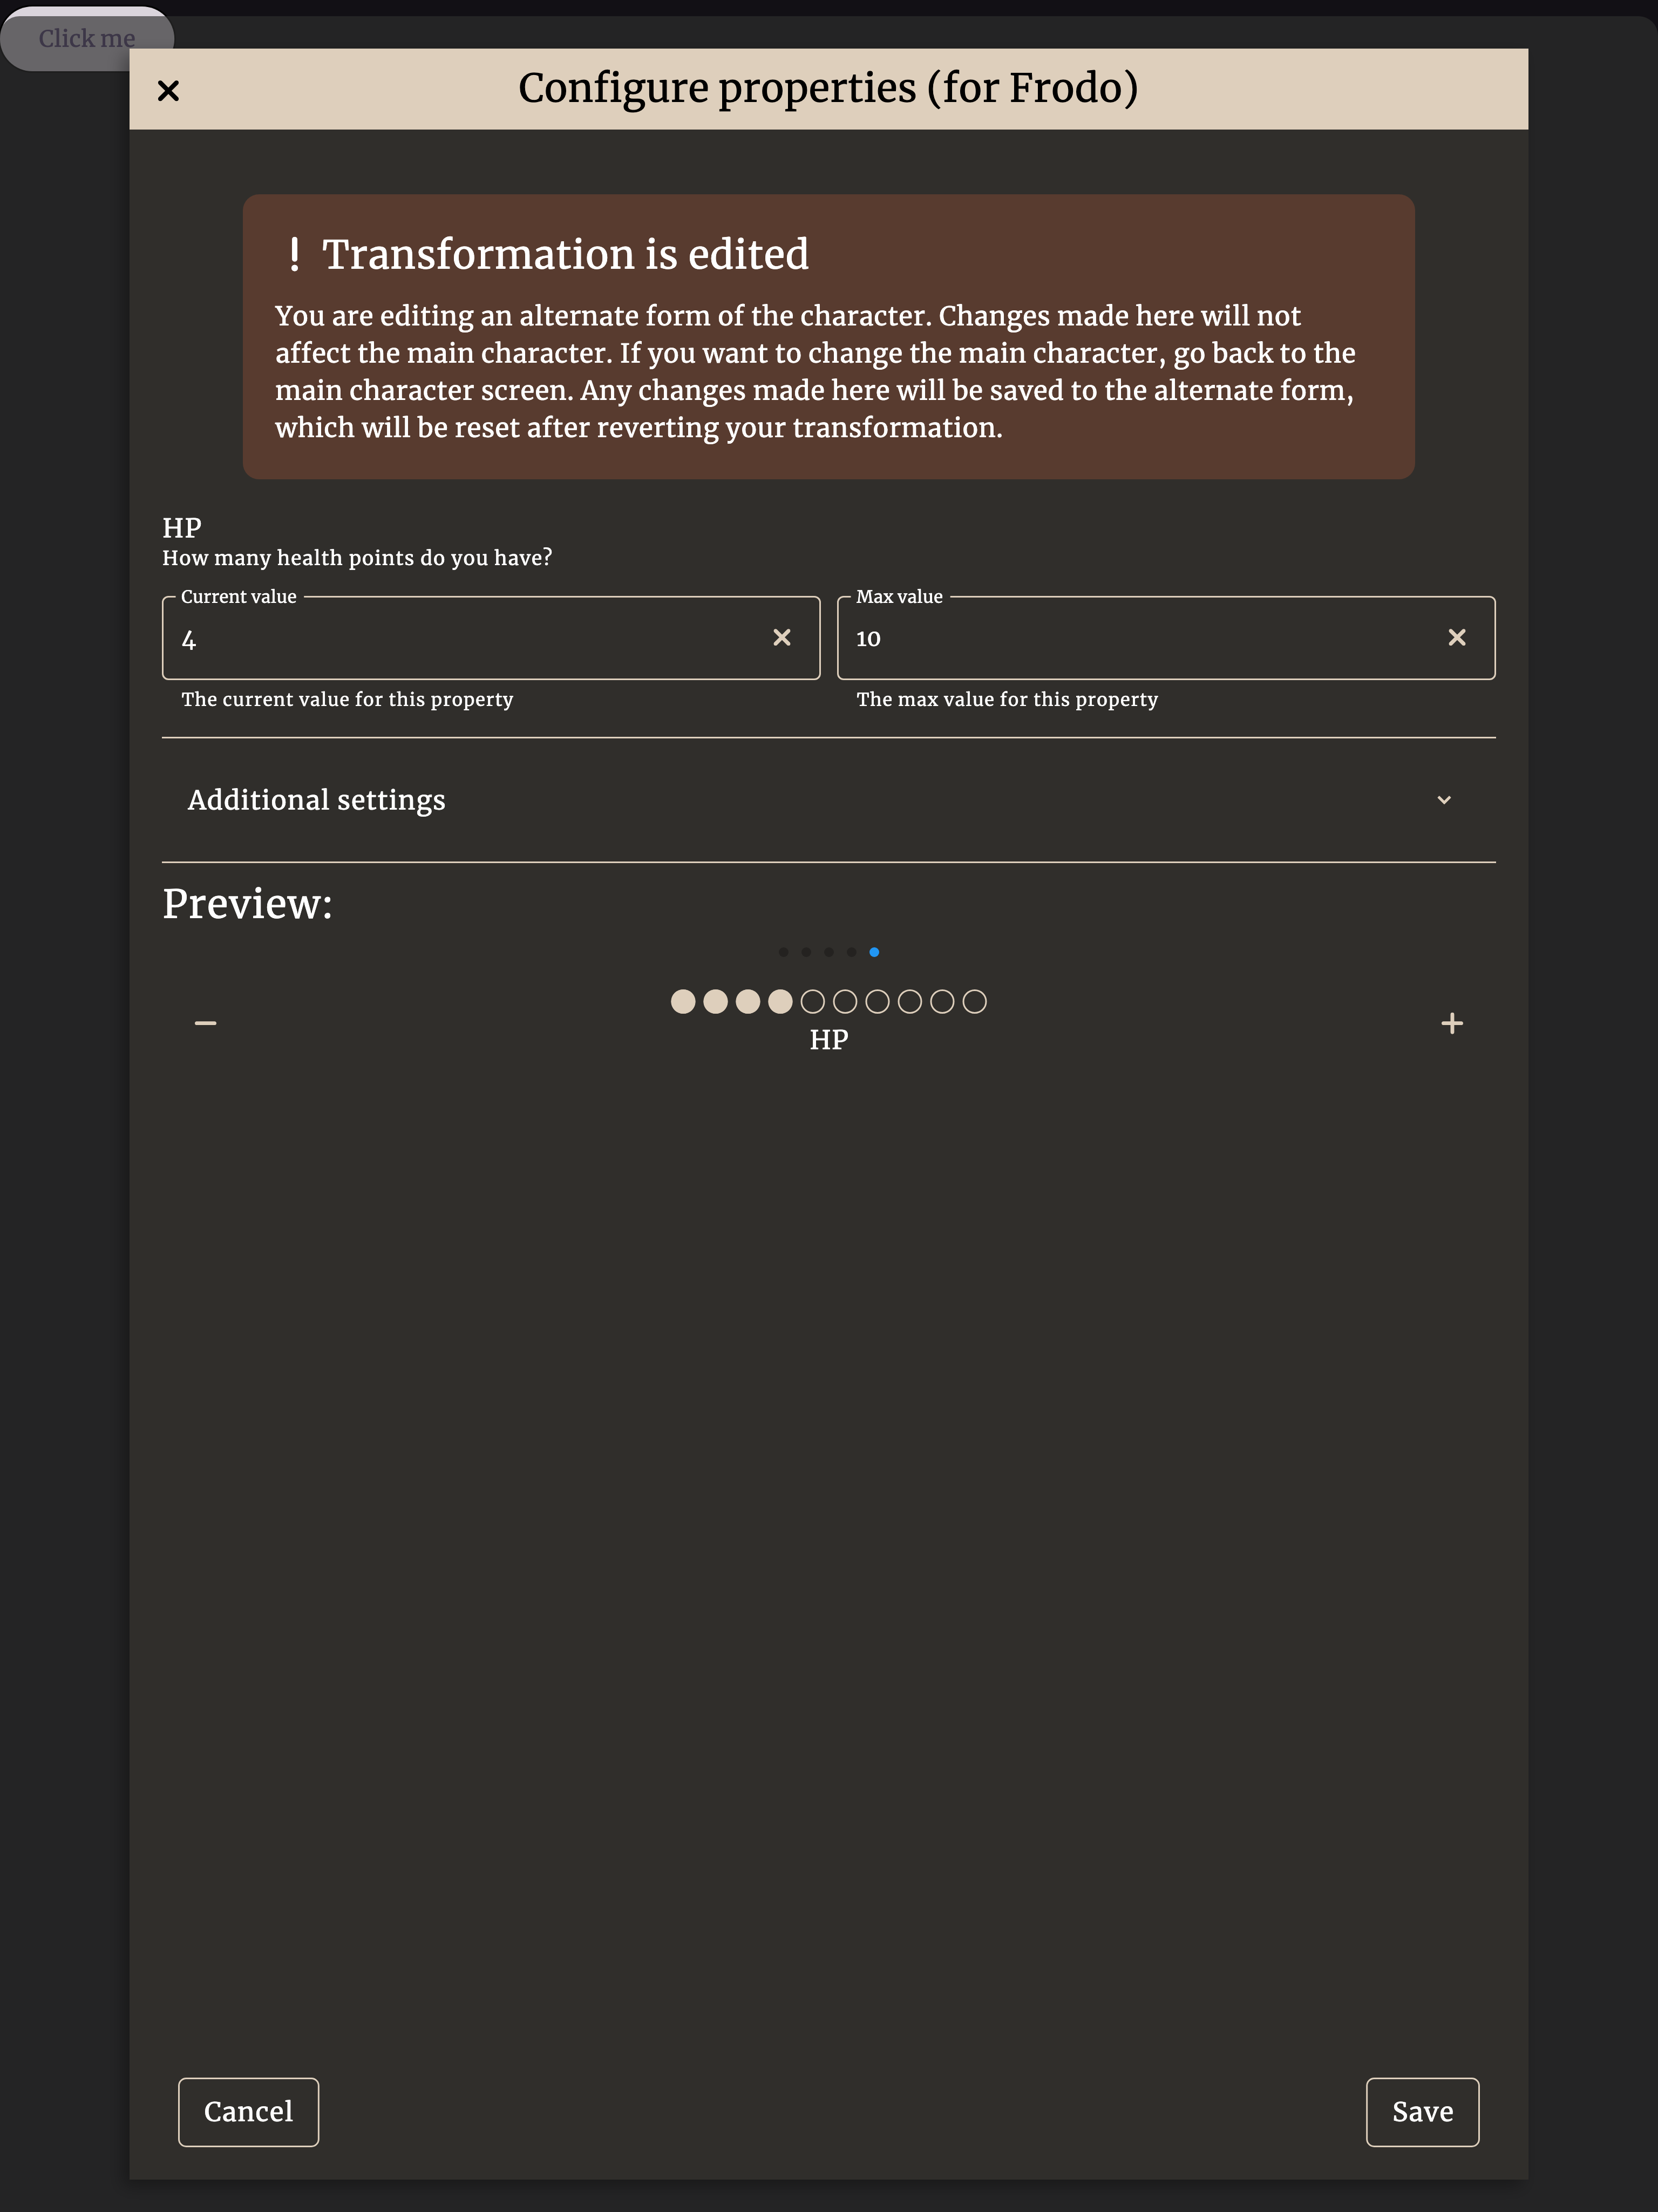 Click me
Configure properties (for Frodo)
! Transformation is edited
You are editing an alternate form of the character. Changes made here will not
affect the main character. If you want to change the main character, go back to the
main character screen. Any changes made here will be saved to the alternate form,
which will be reset after reverting your transformation.
HP
How many health points do you have?
Current value
4
The current value for this property
Max value
10
The max value for this property
Additional settings
Preview:
HP
Cancel
Save